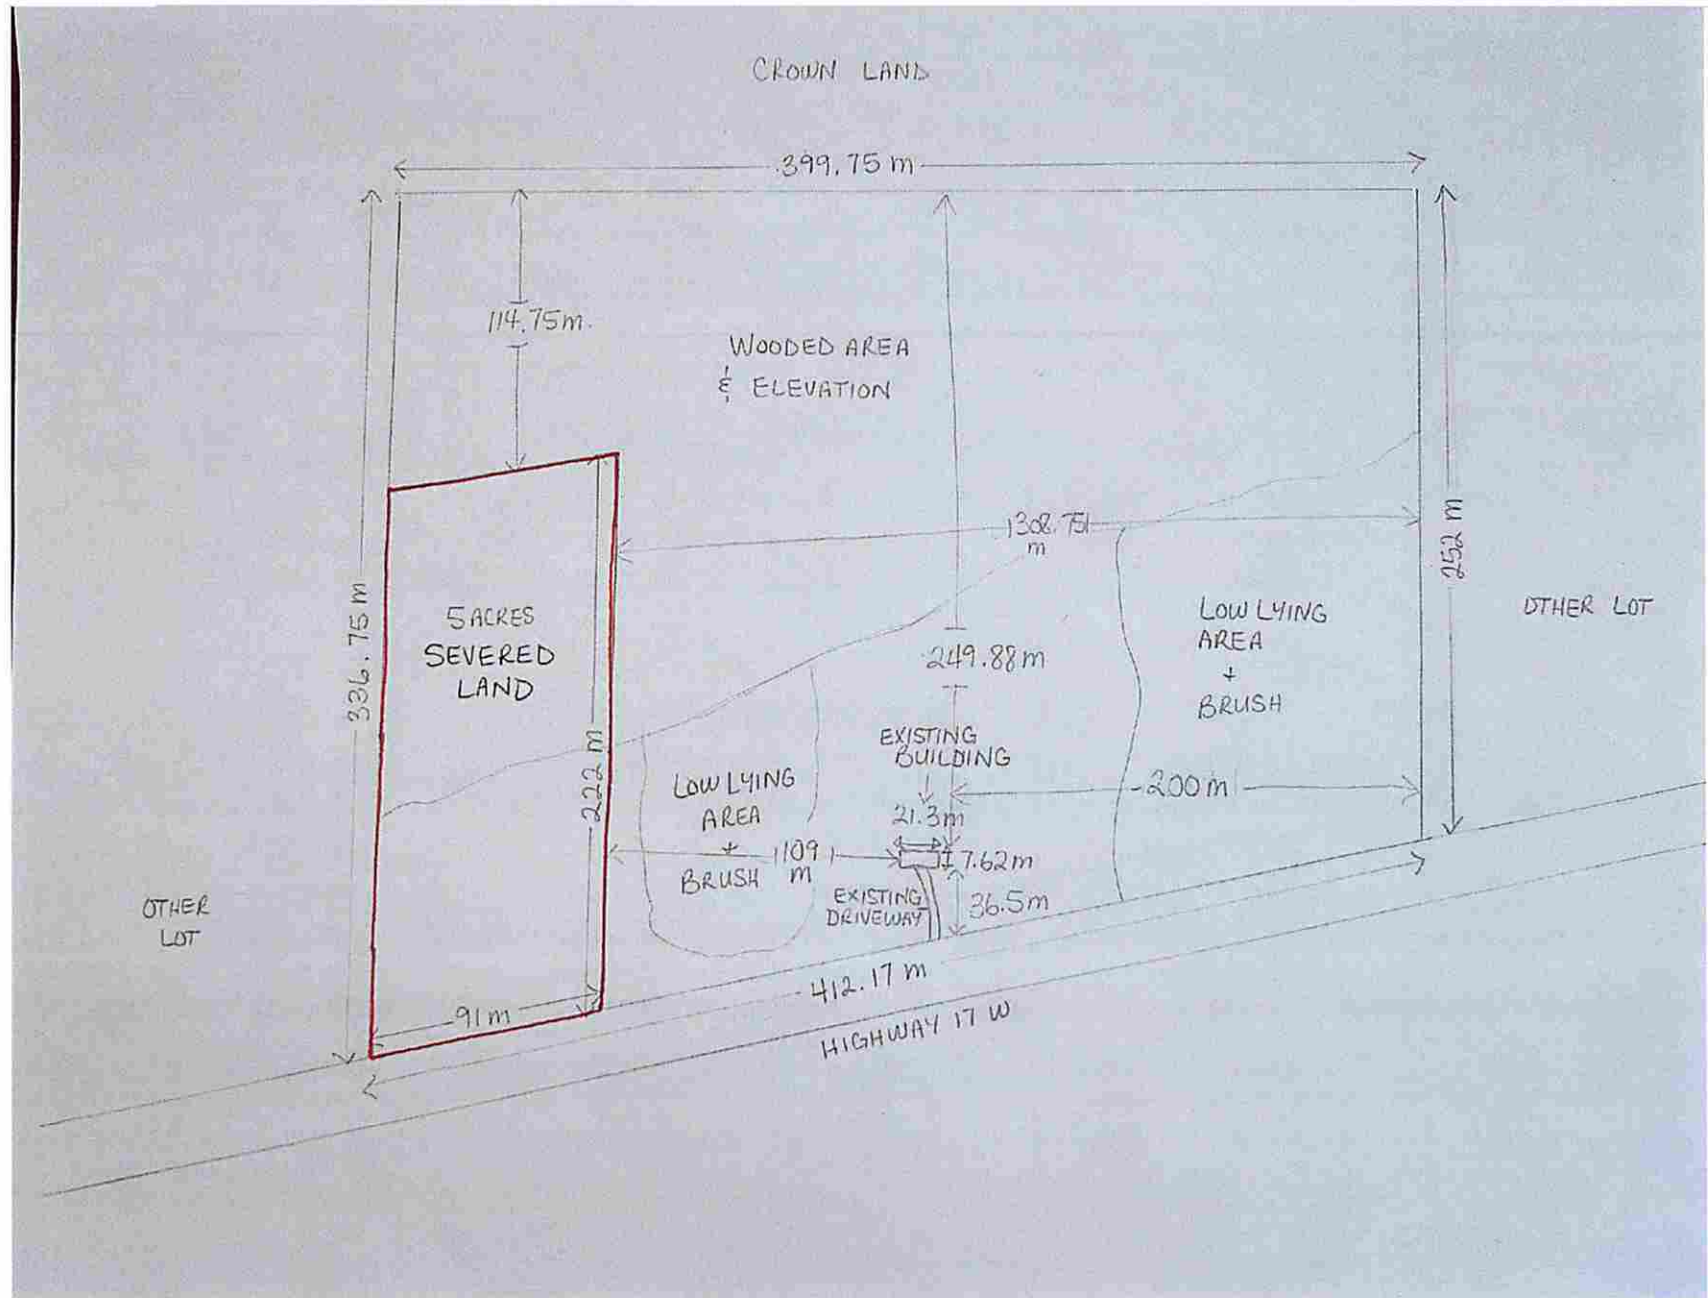 CROWN LAND
399.75 m
114.75 m.
WOODED AREA
& ELEVATION
308.75
m
252 m
336.75 m
5 ACRES
SEVERED
LAND
222 m
249.88 m
LOW LYING
AREA
+
BRUSH
OTHER LOT
EXISTING
BUILDING
200 m
LOW LYING
AREA
+
BRUSH
109
m
21.3m
7.62m
EXISTING
DRIVEWAY
36.5m
OTHER
LOT
91m
412.17 m
HIGHWAY 17 W